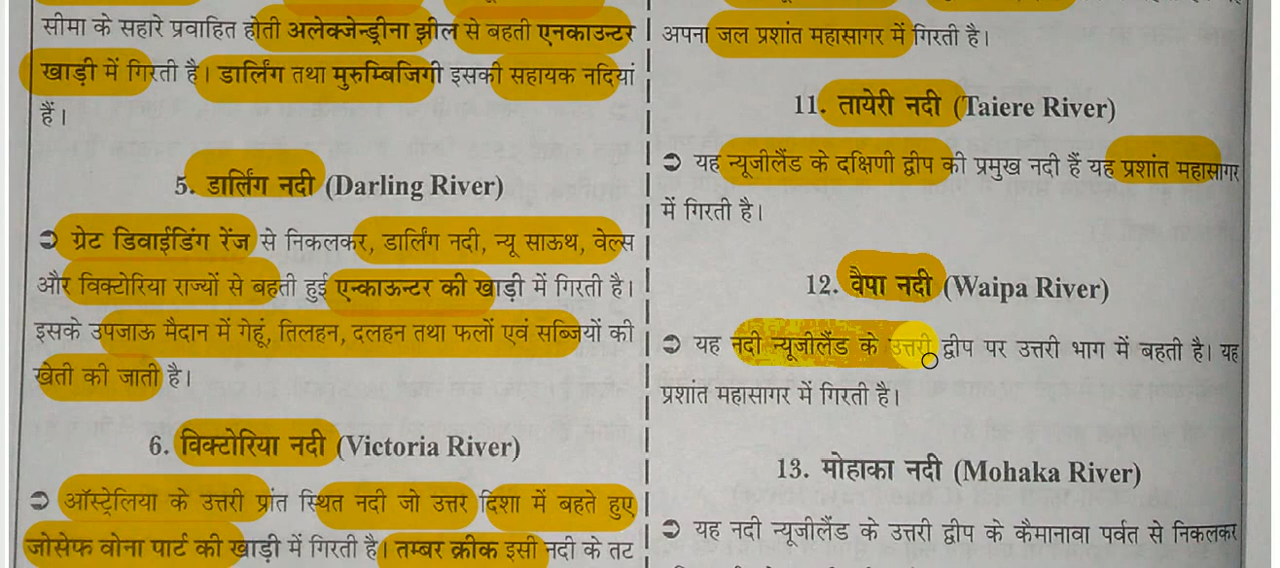 सीमा के सहारे प्रवाहित होती अलेक्जेन्ड्रीना झील से बहती एनकाउन्टर
खाड़ी में गिरती है। डार्लिंग तथा मुरुम्बिजिगी इसकी सहायक नदियां
हैं।
5. डार्लिंग नदी (Darling River)
➲ ग्रेट डिवाईडिंग रेंज से निकलकर, डार्लिंग नदी, न्यू साऊथ, वेल्स
और विक्टोरिया राज्यों से बहती हुई एन्काऊन्टर की खाड़ी में गिरती है।
इसके उपजाऊ मैदान में गेहूं, तिलहन, दलहन तथा फलों एवं सब्जियों की
खेती की जाती है।
6. विक्टोरिया नदी (Victoria River)
➲ ऑस्ट्रेलिया के उत्तरी प्रांत स्थित नदी जो उत्तर दिशा में बहते हुए
जोसेफ वोना पार्ट की खाड़ी में गिरती है। तम्बर क्रीक इसी नदी के तट
अपना जल प्रशांत महासागर में गिरती है।
11. तायेरी नदी (Taiere River)
➲ यह न्यूजीलैंड के दक्षिणी द्वीप की प्रमुख नदी हैं यह प्रशांत महासागर
में गिरती है।
12. वैपा नदी (Waipa River)
➲ यह नदी न्यूजीलैंड के उत्तरी द्वीप पर उत्तरी भाग में बहती है। यह
प्रशांत महासागर में गिरती है।
13. मोहाका नदी (Mohaka River)
➲ यह नदी न्यूजीलैंड के उत्तरी द्वीप के कैमानावा पर्वत से निकलकर